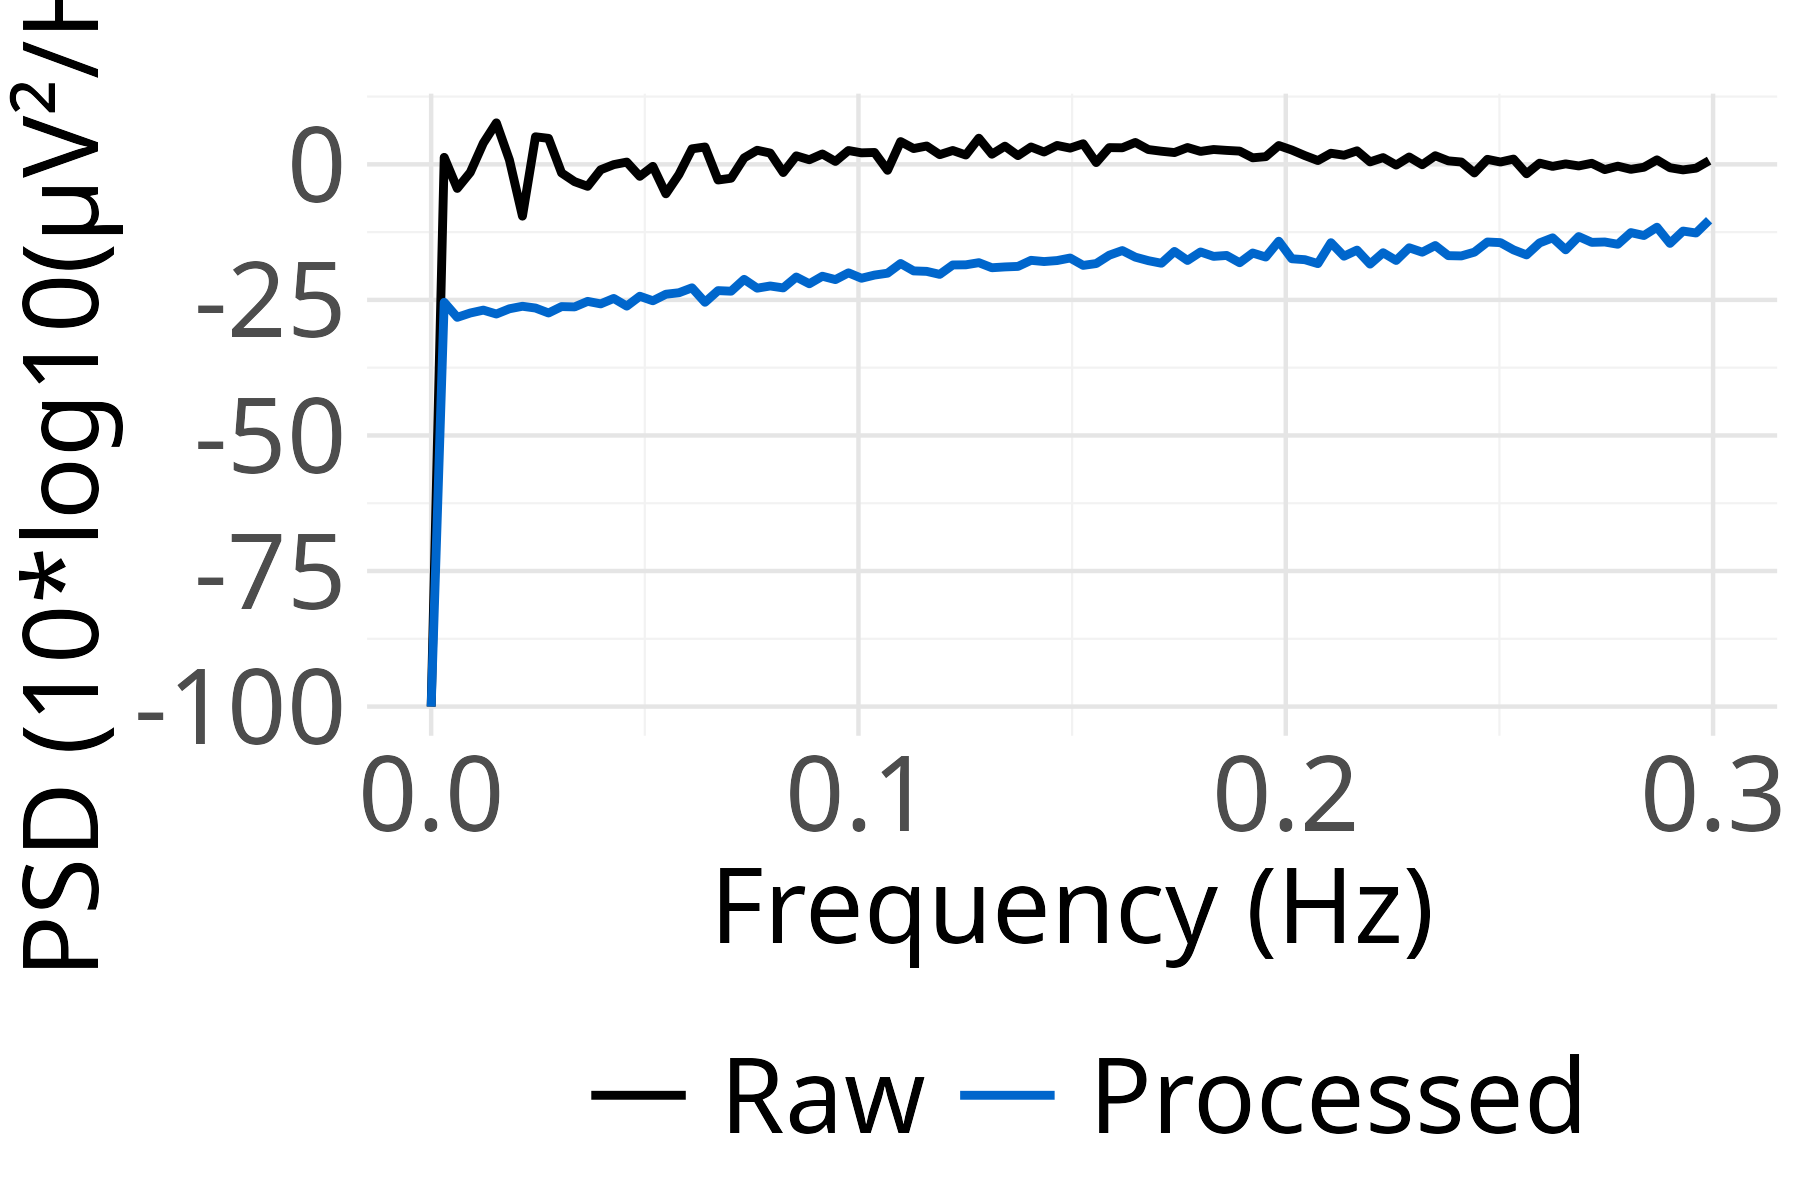 PSD (10*log10(µV²/H
0
-25
-50
-75
-100
0.0 0.1 0.2 0.3
Frequency (Hz)
Raw Processed